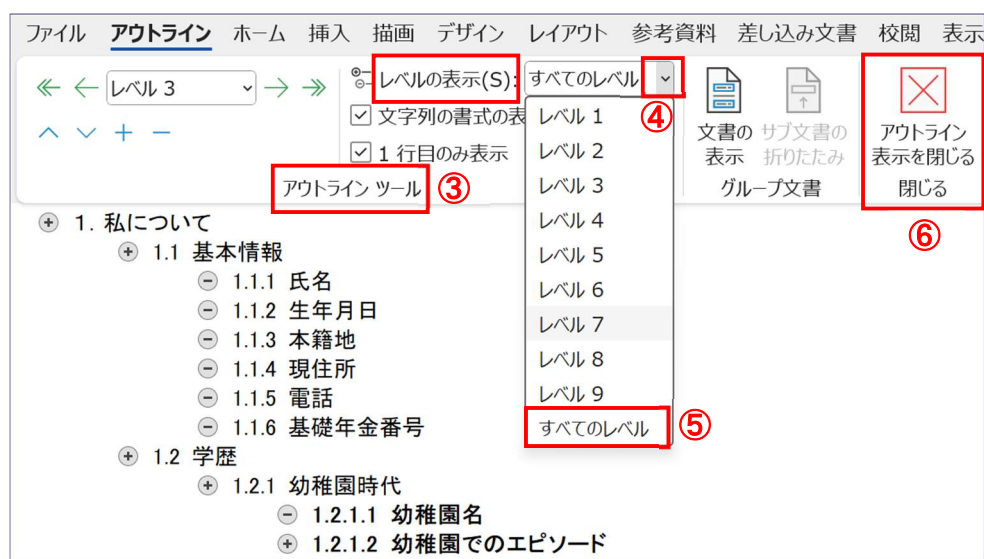 ファイル アウトライン ホーム 挿入 描画 デザイン レイアウト 参考資料 差し込み文書 校閲 表示
レベル 3
レベルの表示(S): すべてのレベル
④
文字列の書式の表
1 行目のみ表示
アウトライン ツール ③
レベル 1
レベル 2
レベル 3
レベル 4
レベル 5
レベル 6
レベル 7
レベル 8
レベル 9
すべてのレベル ⑤
文書の
表示
サブ文書の
折りたたみ
グループ文書
アウトライン
表示を閉じる
閉じる
⑥
1. 私について
1.1 基本情報
1.1.1 氏名
1.1.2 生年月日
1.1.3 本籍地
1.1.4 現住所
1.1.5 電話
1.1.6 基礎年金番号
1.2 学歴
1.2.1 幼稚園時代
1.2.1.1 幼稚園名
1.2.1.2 幼稚園でのエピソード